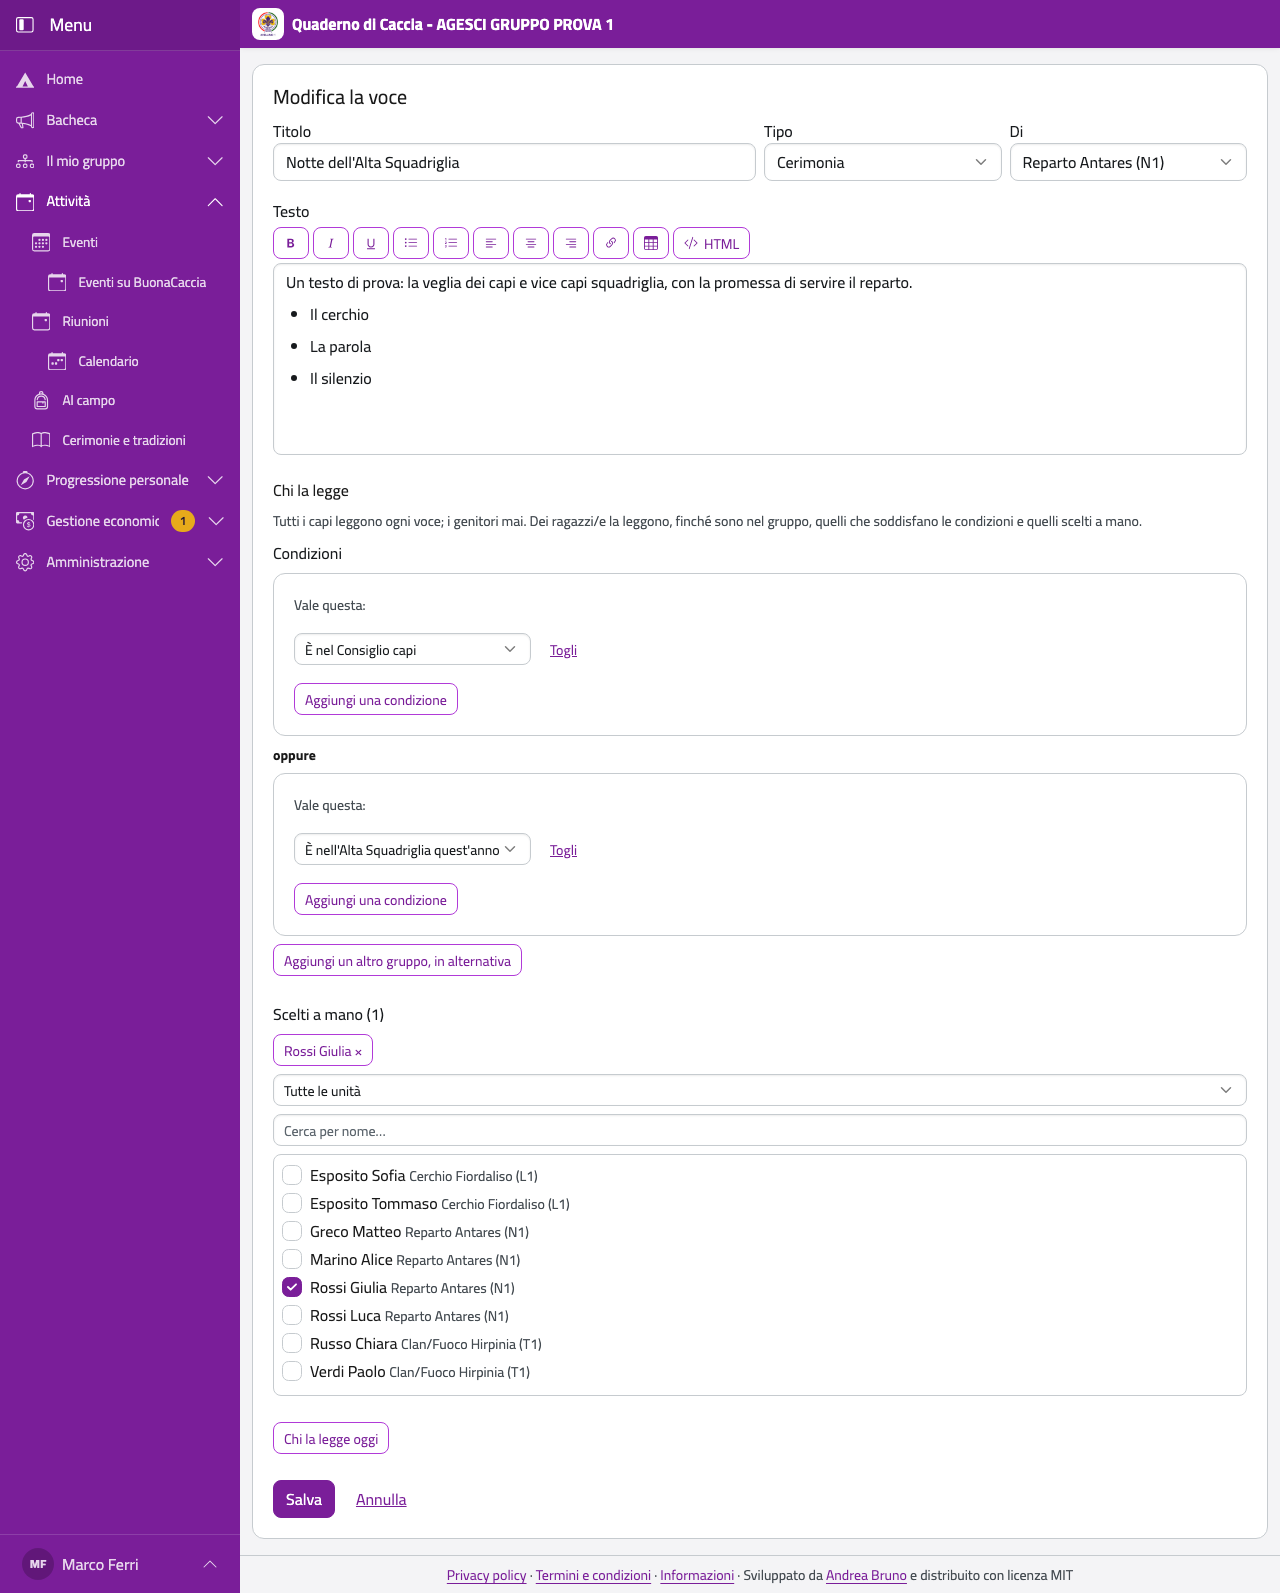 Menu
Quaderno di Caccia - AGESCI GRUPPO PROVA 1
Home
Bacheca
Il mio gruppo
Attività
Eventi
Eventi su BuonaCaccia
Riunioni
Calendario
Al campo
Cerimonie e tradizioni
Progressione personale
Gestione economic 1
Amministrazione
MF Marco Ferri
Modifica la voce
Titolo Tipo Di
Notte dell'Alta Squadriglia Cerimonia Reparto Antares (N1)
Testo
B I U </> HTML
Un testo di prova: la veglia dei capi e vice capi squadriglia, con la promessa di servire il reparto.
• Il cerchio
• La parola
• Il silenzio
Chi la legge
Tutti i capi leggono ogni voce; i genitori mai. Dei ragazzi/e la leggono, finché sono nel gruppo, quelli che soddisfano le condizioni e quelli scelti a mano.
Condizioni
Vale questa:
È nel Consiglio capi Togli
Aggiungi una condizione
oppure
Vale questa:
È nell'Alta Squadriglia quest'anno Togli
Aggiungi una condizione
Aggiungi un altro gruppo, in alternativa
Scelti a mano (1)
Rossi Giulia ×
Tutte le unità
Cerca per nome...
Esposito Sofia Cerchio Fiordaliso (L1)
Esposito Tommaso Cerchio Fiordaliso (L1)
Greco Matteo Reparto Antares (N1)
Marino Alice Reparto Antares (N1)
Rossi Giulia Reparto Antares (N1)
Rossi Luca Reparto Antares (N1)
Russo Chiara Clan/Fuoco Hirpinia (T1)
Verdi Paolo Clan/Fuoco Hirpinia (T1)
Chi la legge oggi
Salva Annulla
Privacy policy · Termini e condizioni · Informazioni · Sviluppato da Andrea Bruno e distribuito con licenza MIT